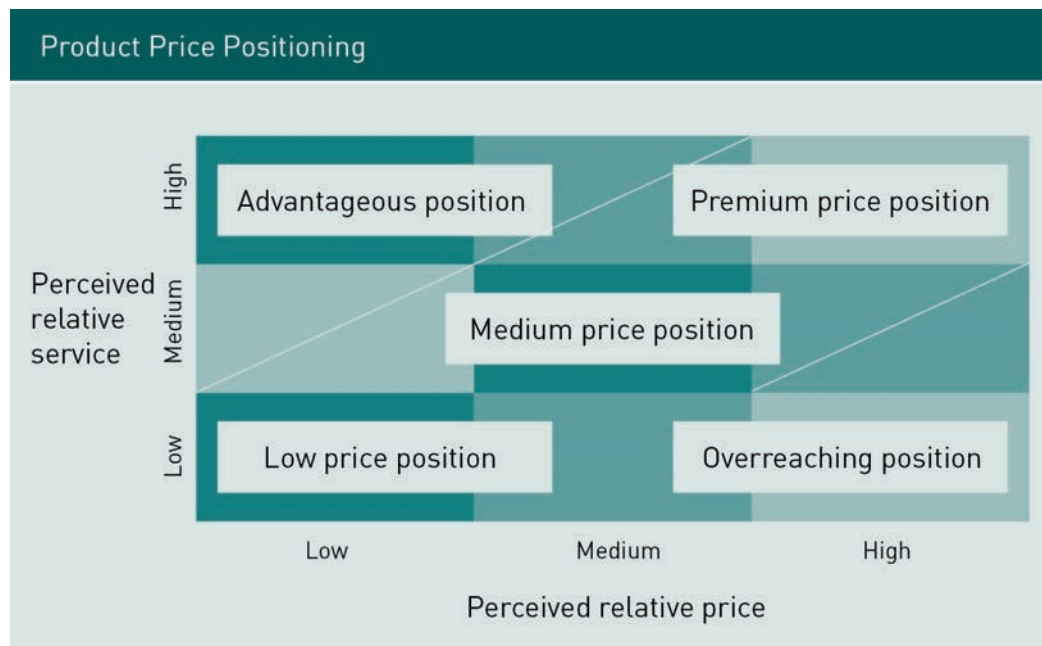 Product Price Positioning
High
Advantageous position
Premium price position
Perceived
relative
service
Medium
Medium price position
Low
Low price position
Overreaching position
Low
Medium
High
Perceived relative price